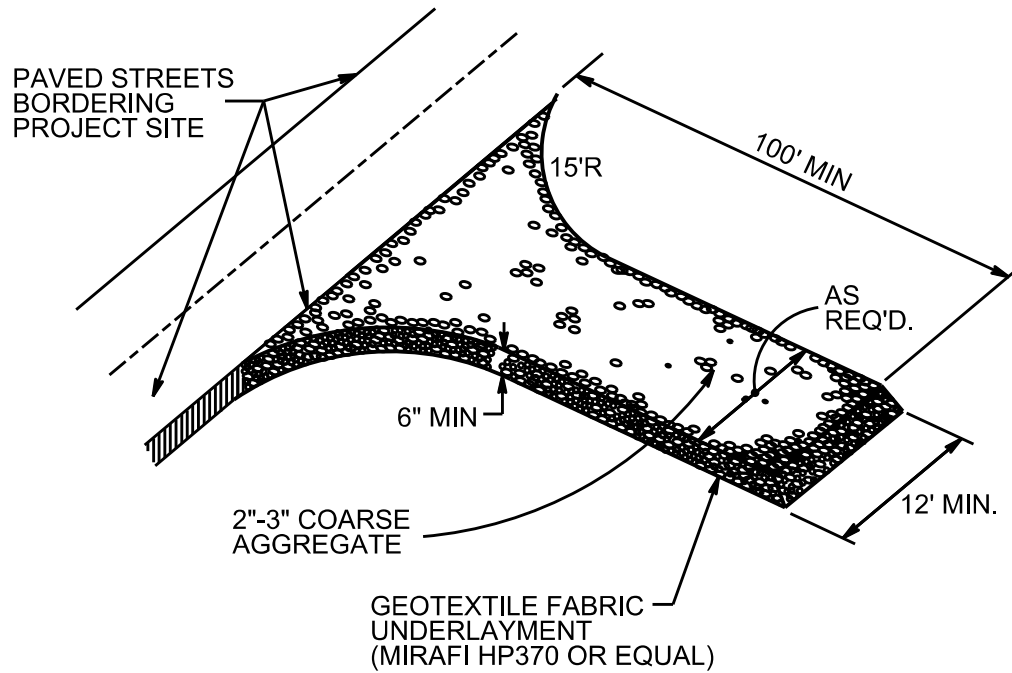 PAVED STREETS
BORDERING
PROJECT SITE
15'R
100' MIN
AS
REQ'D.
6" MIN
12' MIN.
2"-3" COARSE
AGGREGATE
GEOTEXTILE FABRIC
UNDERLAYMENT
(MIRAFI HP370 OR EQUAL)